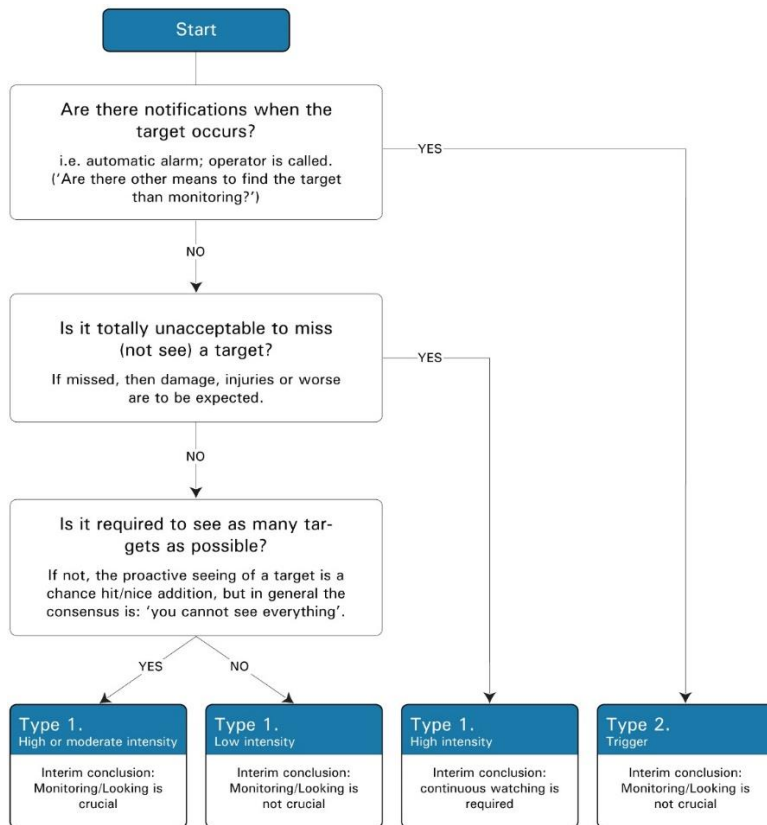 Start
Are there notifications when the
target occurs?
i.e. automatic alarm; operator is called.
('Are there other means to find the target
than monitoring?')
YES
NO
Is it totally unacceptable to miss
(not see) a target?
If missed, then damage, injuries or worse
are to be expected.
YES
NO
Is it required to see as many tar-
gets as possible?
If not, the proactive seeing of a target is a
chance hit/nice addition, but in general the
consensus is: 'you cannot see everything'.
YES
NO
Type 1.
High or moderate intensity
Interim conclusion:
Monitoring/Looking is
crucial
Type 1.
Low intensity
Interim conclusion:
Monitoring/Looking is
not crucial
Type 1.
High intensity
Interim conclusion:
continuous watching is
required
Type 2.
Trigger
Interim conclusion:
Monitoring/Looking is
not crucial